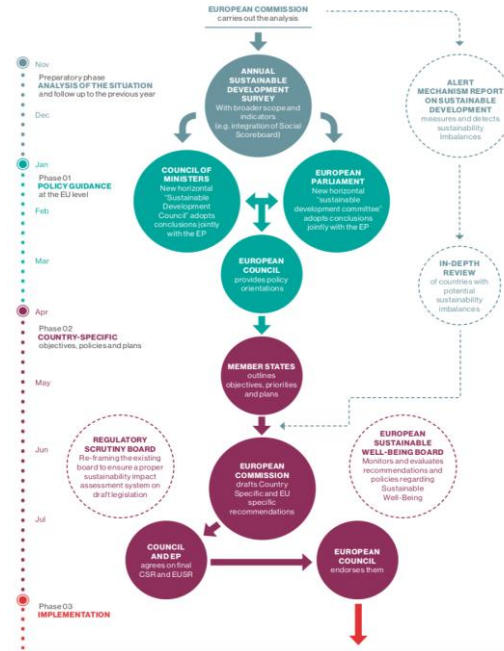 EUROPEAN COMMISSION
carries out the analysis
Nov
Preparatory phase
ANALYSIS OF THE SITUATION
and follow up to the previous year
Dec
ANNUAL
SUSTAINABLE
DEVELOPMENT
SURVEY
With broader scope and
indicators
(e.g. integration of Social
Scoreboard)
ALERT
MECHANISM REPORT
ON SUSTAINABLE
DEVELOPMENT
measures and detects
sustainability
Imbalances
Jan
Phase 01
POLICY GUIDANCE
at the EU level
Feb
COUNCIL OF
MINISTERS
New horizontal
“Sustainable
Development
Council” adopts
conclusions jointly
with the EP
EUROPEAN
PARLIAMENT
New horizontal
“sustainable
development committee”
adopts conclusions
jointly with the EP
Mar
EUROPEAN
COUNCIL
provides policy
orientations
IN-DEPTH
REVIEW
of countries with
potential
sustainability
imbalances
Apr
Phase 02
COUNTRY-SPECIFIC
objectives, policies and plans
May
MEMBER STATES
outlines
objectives, priorities
and plans
Jun
REGULATORY
SCRUTINY BOARD
Re-framing the existing
board to ensure a proper
sustainability impact
assessment system on
draft legislation
EUROPEAN
COMMISSION
drafts Country
Specific and EU
specific
recommendations
EUROPEAN
SUSTAINABLE
WELL-BEING BOARD
Monitors and evaluates
recommendations and
policies regarding
Sustainable
Well-Being
Jul
COUNCIL
AND EP
agrees on final
CSR and EUSR
EUROPEAN
COUNCIL
endorses them
Phase 03
IMPLEMENTATION